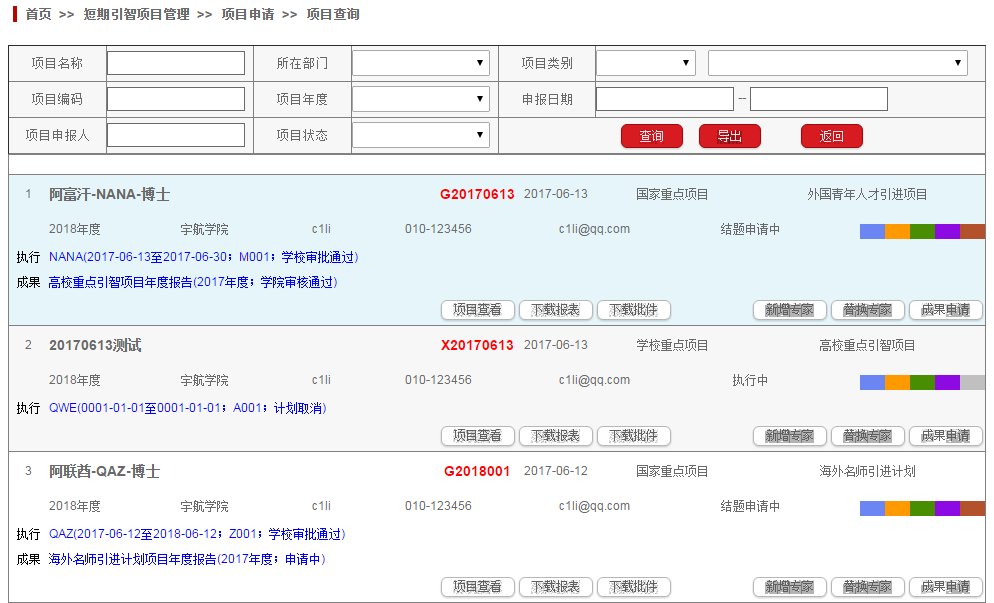 首页 >> 短期引智项目管理 >> 项目申请 >> 项目查询
项目名称 所在部门 项目类别
项目编码 项目年度 申报日期 --
项目申报人 项目状态 查询 导出 返回
1 阿富汗-NANA-博士 G20170613 2017-06-13 国家重点项目 外国青年人才引进项目
2018年度 宇航学院 c1li 010-123456 c1li@qq.com 结题申请中
执行 NANA(2017-06-13至2017-06-30；M001；学校审批通过)
成果 高校重点引智项目年度报告(2017年度；学院审核通过)
项目查看 下载报表 下载批件 新增专家 替换专家 成果申请
2 20170613测试 X20170613 2017-06-13 学校重点项目 高校重点引智项目
2018年度 宇航学院 c1li 010-123456 c1li@qq.com 执行中
执行 QWE(0001-01-01至0001-01-01；A001；计划取消)
项目查看 下载报表 下载批件 新增专家 替换专家 成果申请
3 阿联酋-QAZ-博士 G2018001 2017-06-12 国家重点项目 海外名师引进计划
2018年度 宇航学院 c1li 010-123456 c1li@qq.com 结题申请中
执行 QAZ(2017-06-12至2018-06-12；Z001；学校审批通过)
成果 海外名师引进计划项目年度报告(2017年度；申请中)
项目查看 下载报表 下载批件 新增专家 替换专家 成果申请